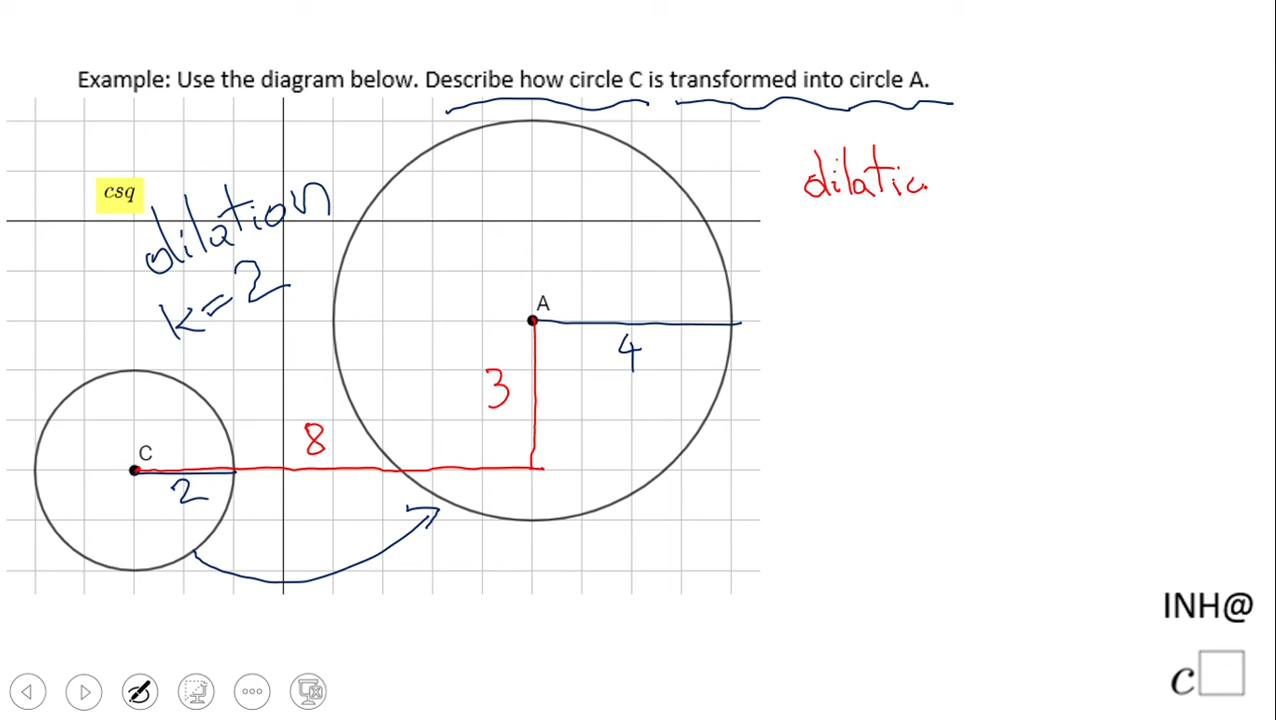 Example: Use the diagram below. Describe how circle C is transformed into circle A.
csq
dilation
k=2
dilatio
A
4
3
8
C
2
INH@
c